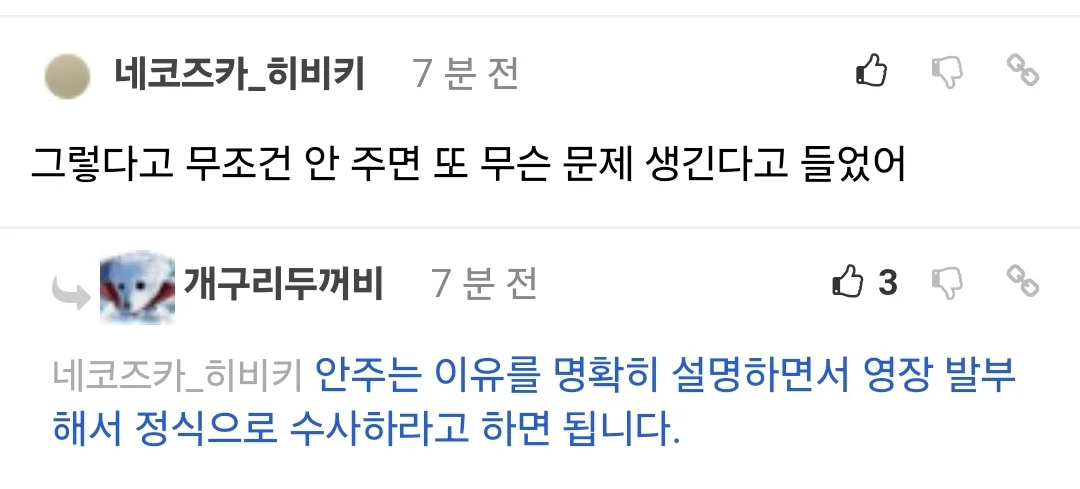 네코즈카_히비키 7 분 전
그렇다고 무조건 안 주면 또 무슨 문제 생긴다고 들었어
개구리두꺼비 7 분 전 3
네코즈카_히비키 안주는 이유를 명확히 설명하면서 영장 발부
해서 정식으로 수사하라고 하면 됩니다.